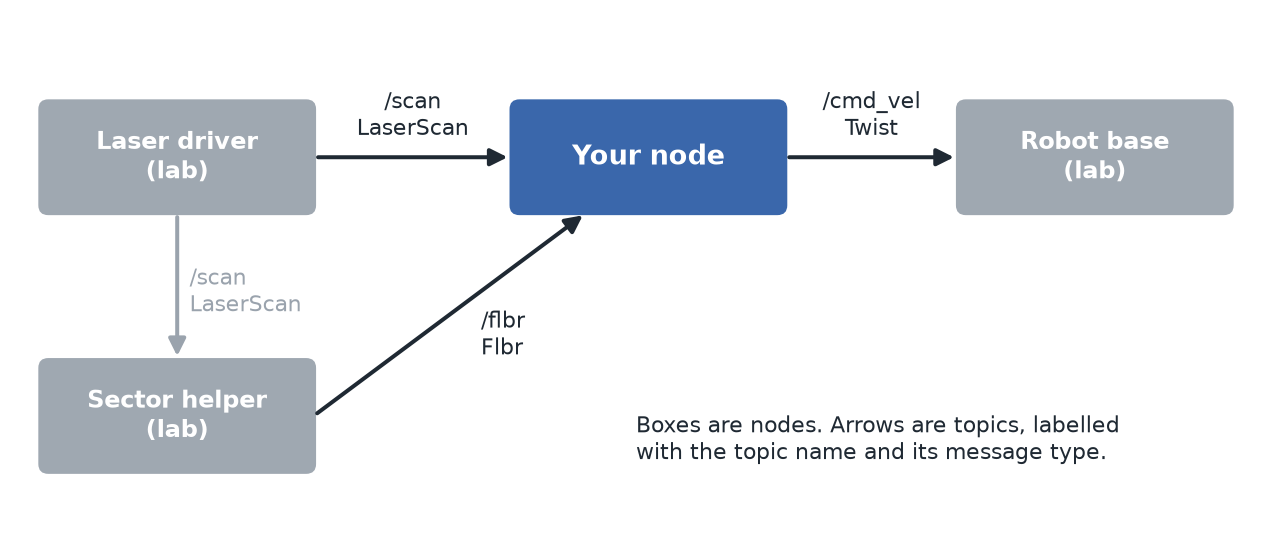 /scan
LaserScan
/cmd_vel
Twist
Laser driver
(lab)
Your node
Robot base
(lab)
/scan
LaserScan
/flbr
Flbr
Sector helper
(lab)
Boxes are nodes. Arrows are topics, labelled
with the topic name and its message type.